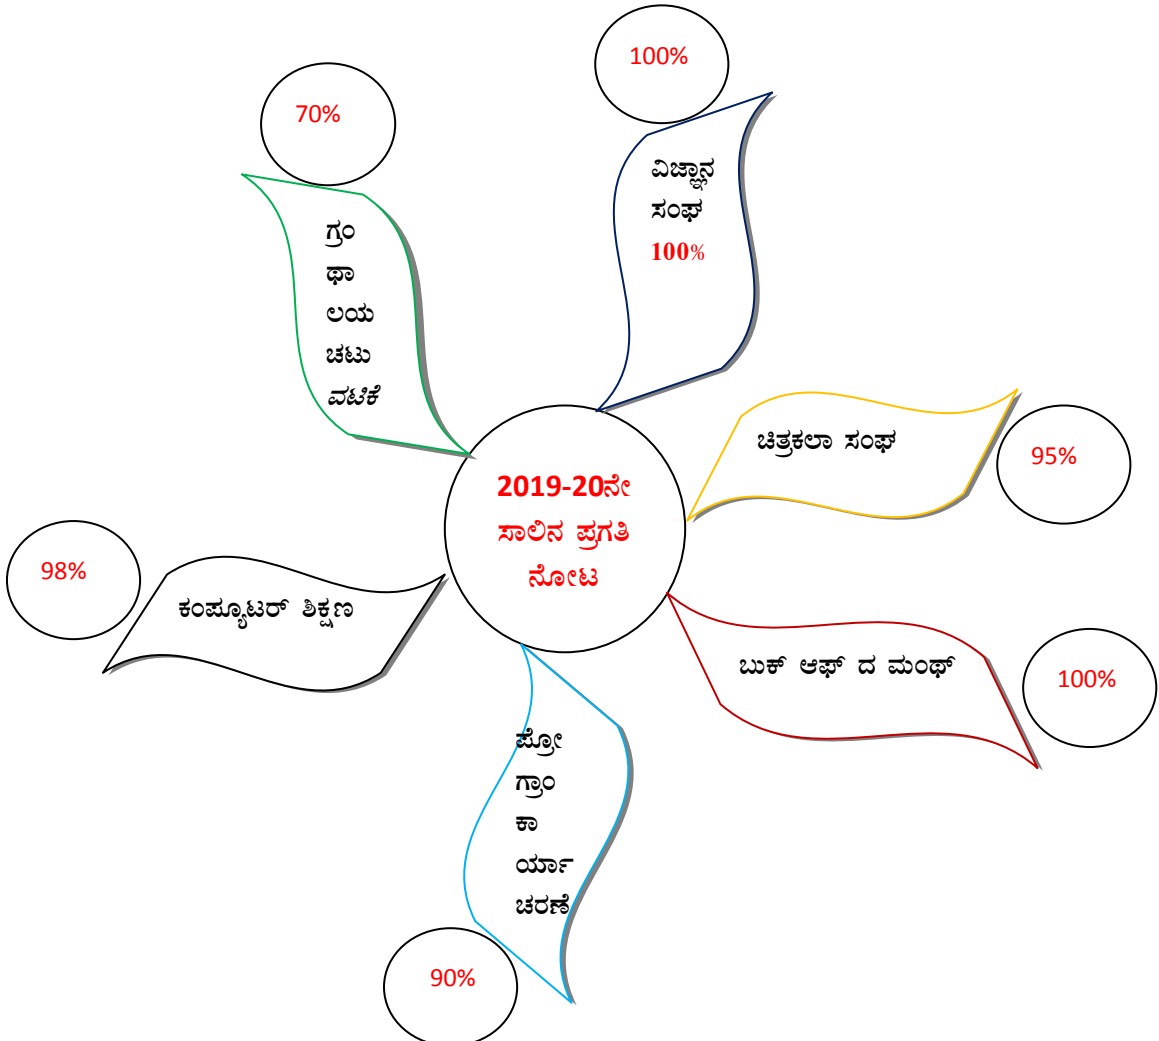 100%
ವಿಜ್ಞಾನ
ಸಂಘ
100%
70%
ಗ್ರಂ
ಥಾ
ಲಯ
ಚಟು
ವಟಿಕೆ
ಚಿತ್ರಕಲಾ ಸಂಘ
95%
2019-20ನೇ
ಸಾಲಿನ ಪ್ರಗತಿ
ನೋಟ
98%
ಕಂಪ್ಯೂಟರ್ ಶಿಕ್ಷಣ
ಬುಕ್ ಆಫ್ ದ ಮಂಥ್
100%
ಪ್ರೋ
ಗ್ರಾಂ
ಕಾ
ರ್ಯಾ
ಚರಣೆ
90%